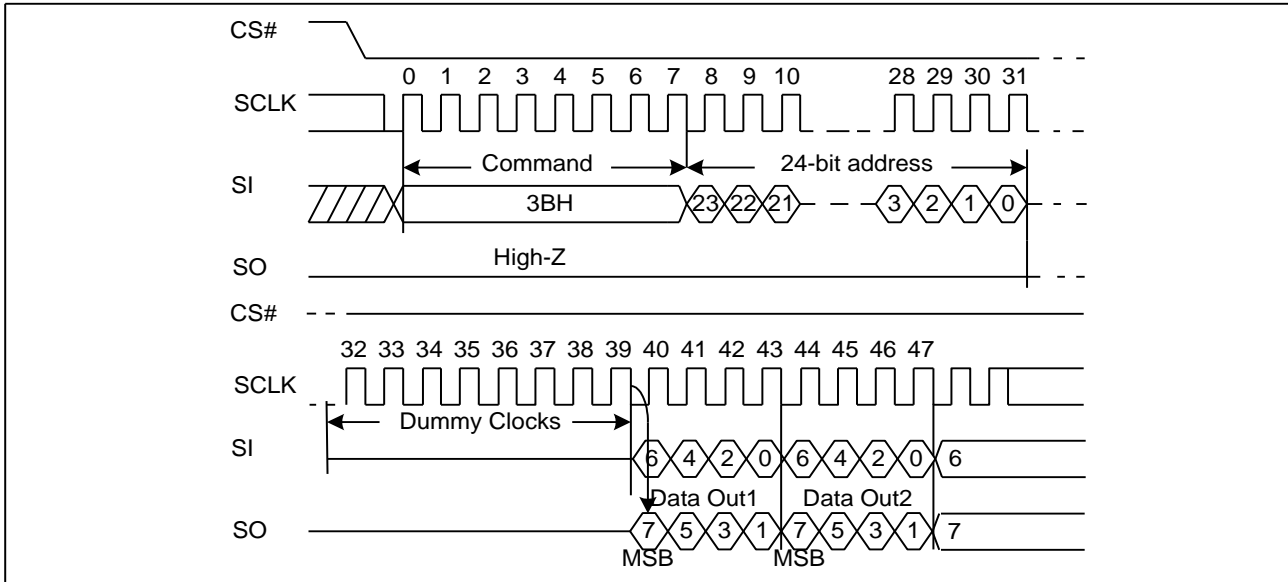 CS#
0 1 2 3 4 5 6 7 8 9 10 28 29 30 31
SCLK
Command 24-bit address
SI
3BH 23 22 21 3 2 1 0
High-Z
SO
CS#
32 33 34 35 36 37 38 39 40 41 42 43 44 45 46 47
SCLK
Dummy Clocks
SI
6 4 2 0 6 4 2 0 6
Data Out1 Data Out2
SO
7 5 3 1 7 5 3 1 7
MSB MSB